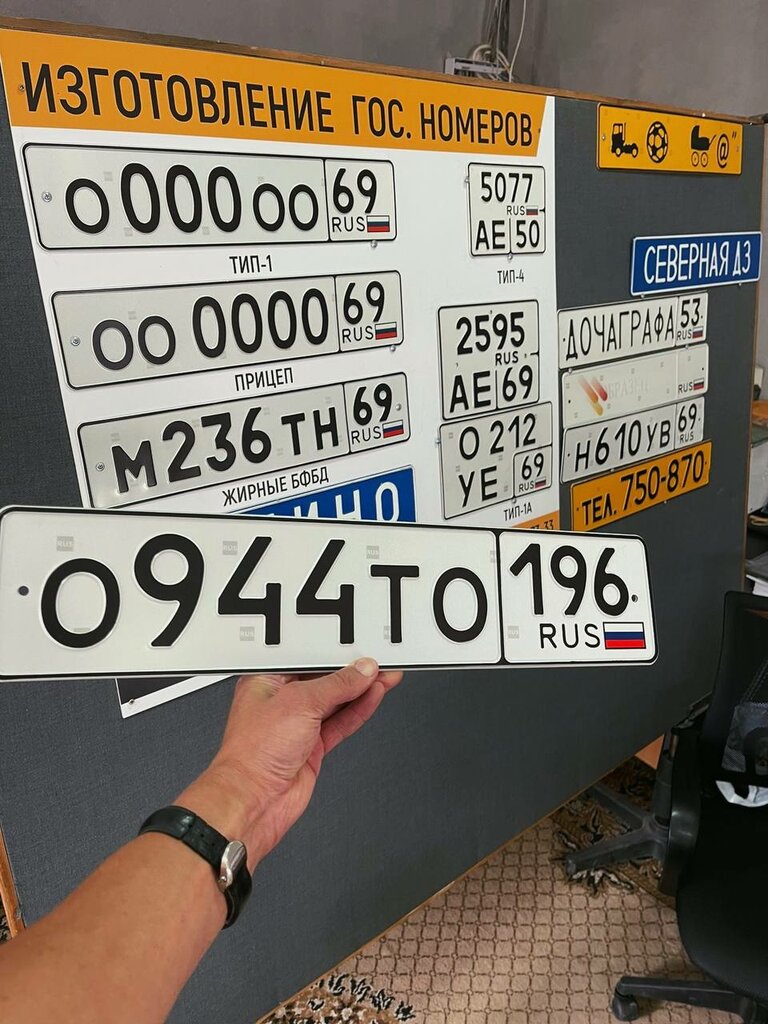 ИЗГОТОВЛЕНИЕ ГОС. НОМЕРОВ
О000ОО 69
RUS
ТИП-1
ОО 0000 69
RUS
ПРИЦЕП
М236ТН 69
RUS
ЖИРНЫЕ БФБД
5077
RUS
АЕ 50
ТИП-4
2595
RUS
АЕ 69
О 212
УЕ 69
RUS
ТИП-1А
@"
СЕВЕРНАЯ Д3
ДОЧАГРАФА 53
RUS
RUS
Н610УВ 69
RUS
ТЕЛ. 750-870
О944ТО 196
RUS